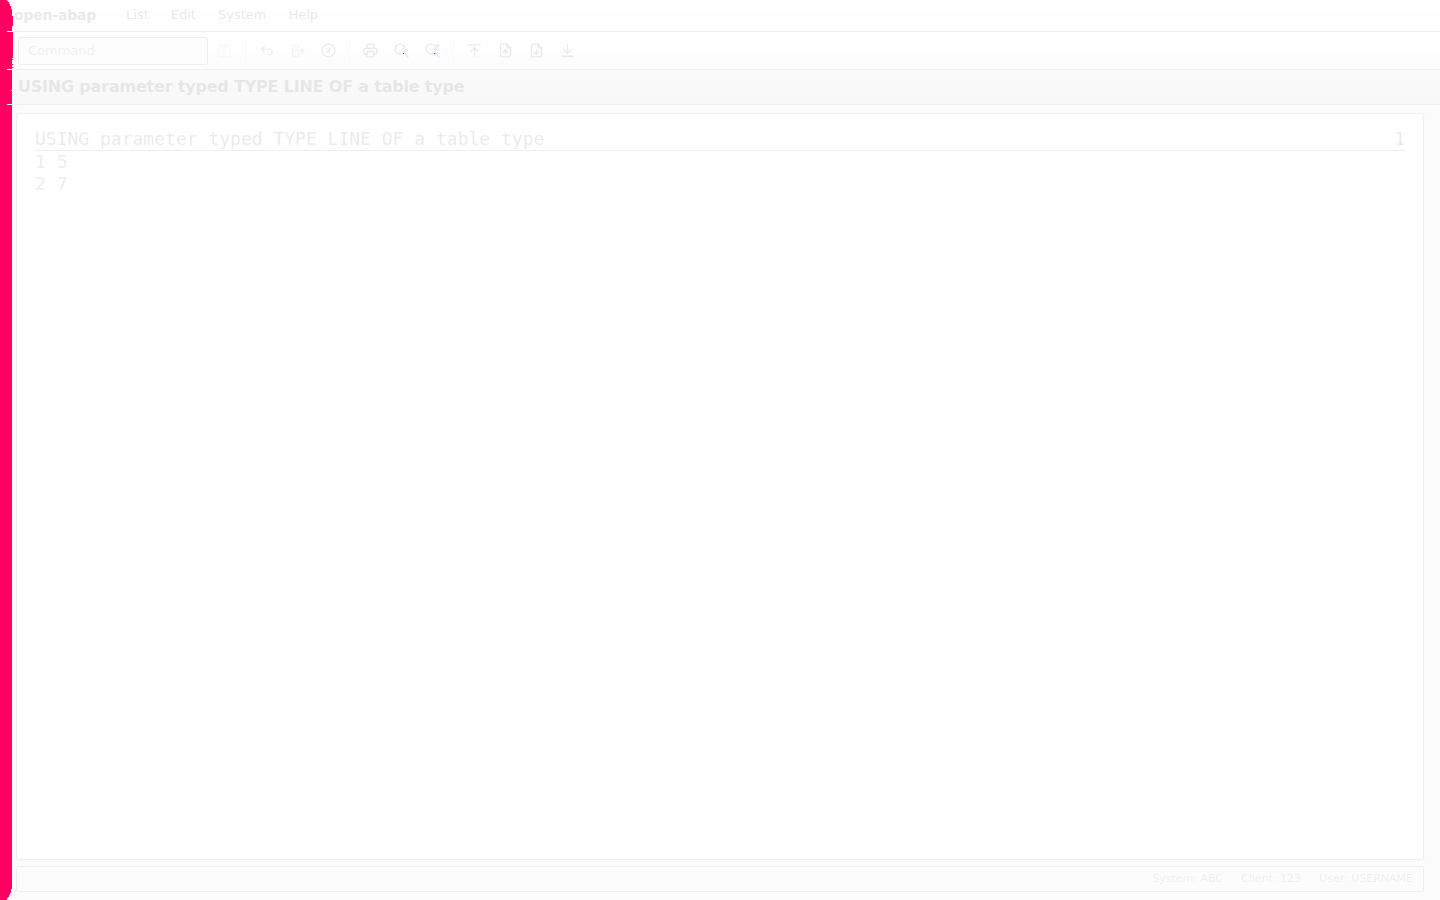 open-abap List Edit System Help
Command
USING parameter typed TYPE LINE OF a table type
USING parameter typed TYPE LINE OF a table type 1
1 5
2 7
System: ABC Client: 123 User: USERNAME